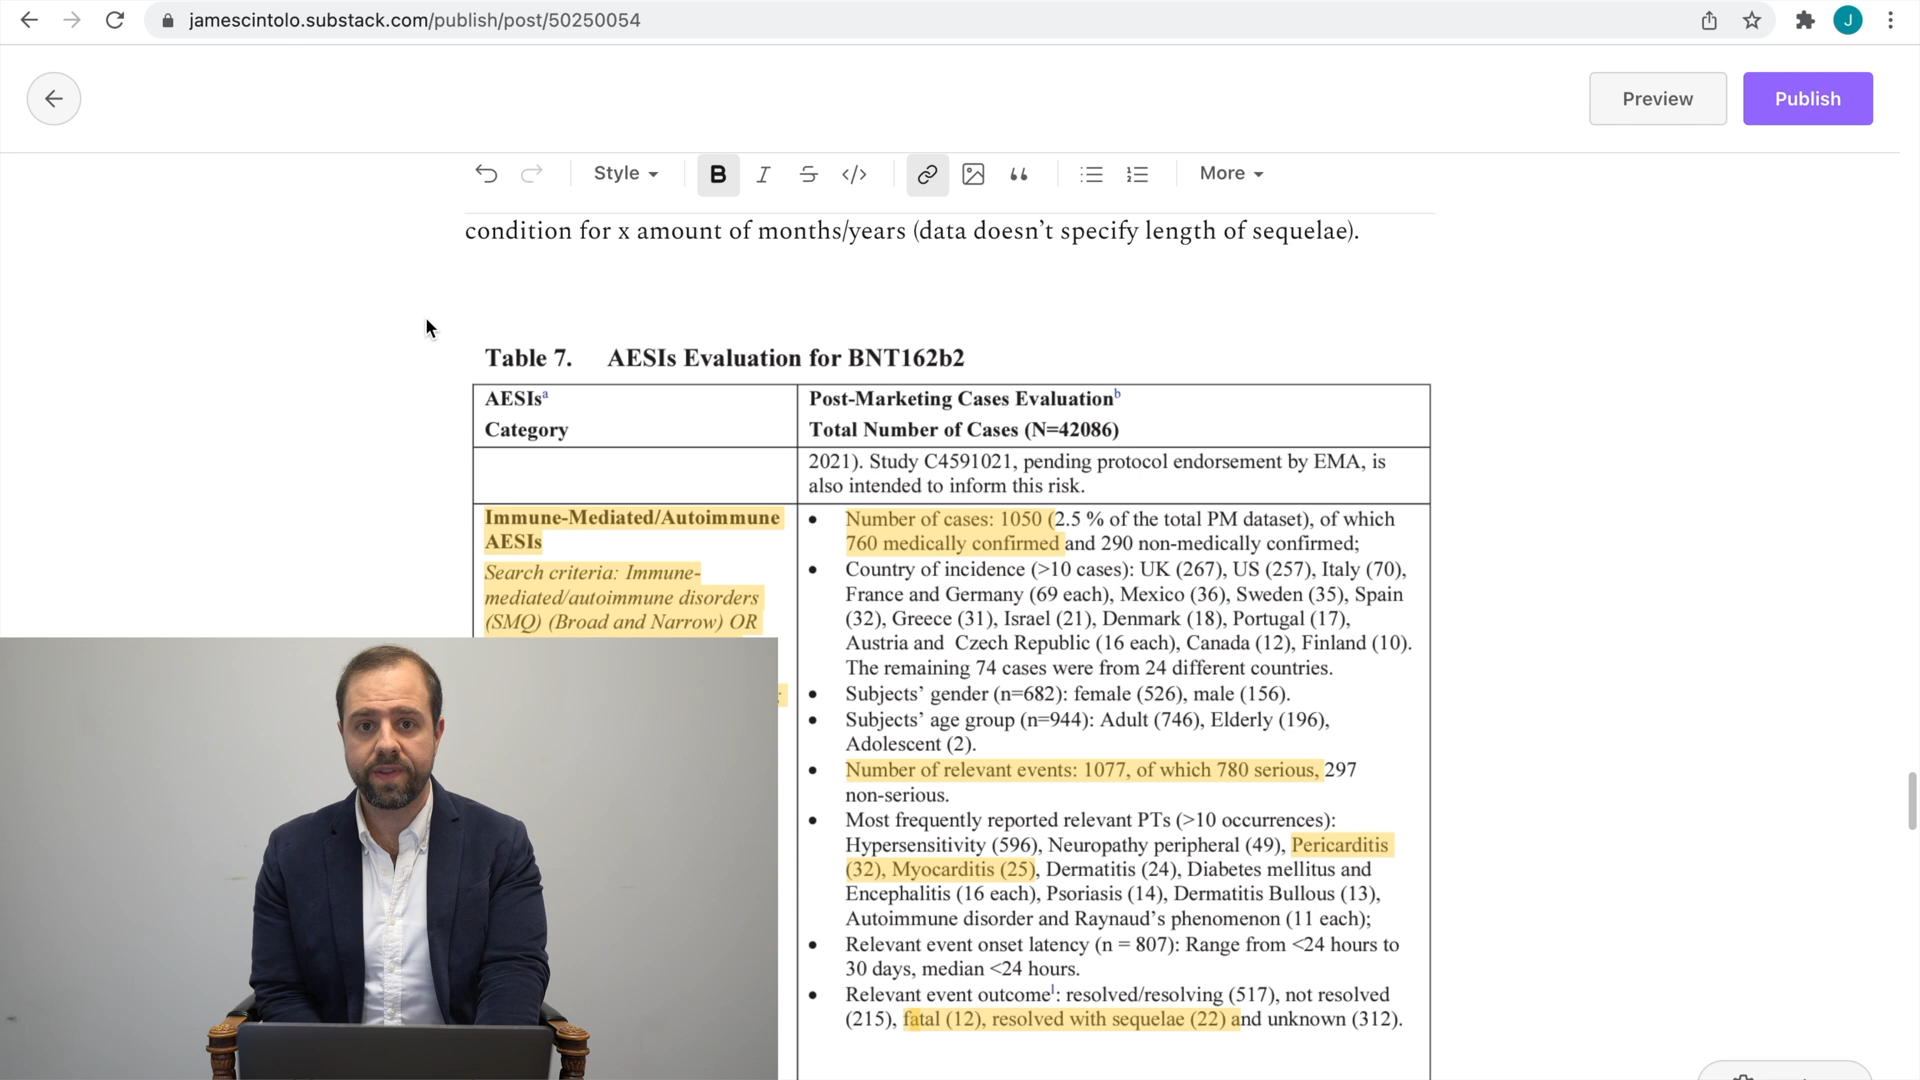 jamescintolo.substack.com/publish/post/50250054
J
Preview
Publish
Style
B
I
S
</>
More
condition for x amount of months/years (data doesn’t specify length of sequelae).
Table 7. AESIs Evaluation for BNT162b2
AESIsa
Category
Post-Marketing Cases Evaluationb
Total Number of Cases (N=42086)
2021). Study C4591021, pending protocol endorsement by EMA, is
also intended to inform this risk.
Immune-Mediated/Autoimmune
AESIs
Search criteria: Immune-
mediated/autoimmune disorders
(SMQ) (Broad and Narrow) OR
• Number of cases: 1050 (2.5 % of the total PM dataset), of which
760 medically confirmed and 290 non-medically confirmed;
• Country of incidence (>10 cases): UK (267), US (257), Italy (70),
France and Germany (69 each), Mexico (36), Sweden (35), Spain
(32), Greece (31), Israel (21), Denmark (18), Portugal (17),
Austria and Czech Republic (16 each), Canada (12), Finland (10).
The remaining 74 cases were from 24 different countries.
• Subjects’ gender (n=682): female (526), male (156).
• Subjects’ age group (n=944): Adult (746), Elderly (196),
Adolescent (2).
• Number of relevant events: 1077, of which 780 serious, 297
non-serious.
• Most frequently reported relevant PTs (>10 occurrences):
Hypersensitivity (596), Neuropathy peripheral (49), Pericarditis
(32), Myocarditis (25), Dermatitis (24), Diabetes mellitus and
Encephalitis (16 each), Psoriasis (14), Dermatitis Bullous (13),
Autoimmune disorder and Raynaud’s phenomenon (11 each);
• Relevant event onset latency (n = 807): Range from <24 hours to
30 days, median <24 hours.
• Relevant event outcomel: resolved/resolving (517), not resolved
(215), fatal (12), resolved with sequelae (22) and unknown (312).